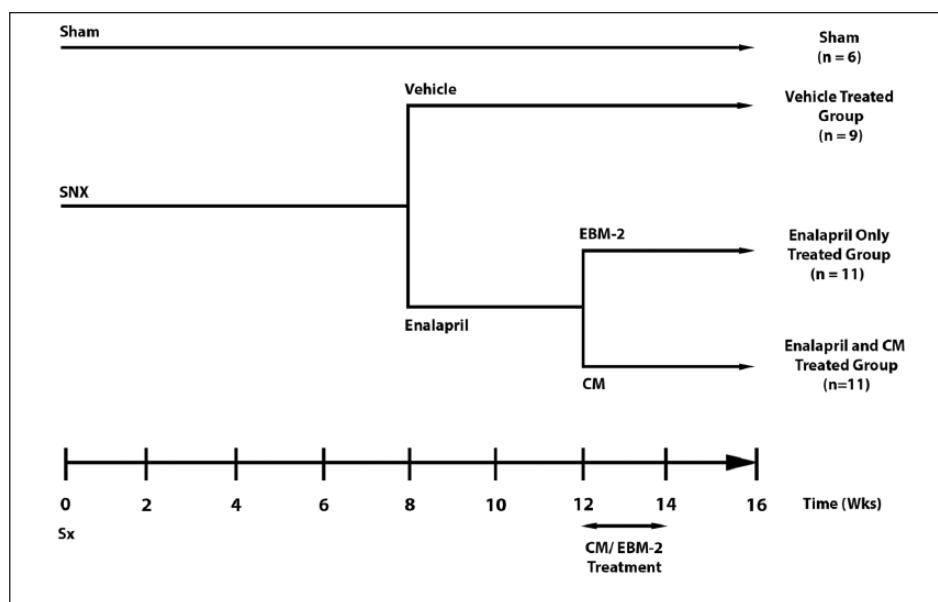 Sham
Sham
(n = 6)
Vehicle
Vehicle Treated
Group
(n = 9)
SNX
EBM-2
Enalapril Only
Treated Group
(n = 11)
Enalapril
Enalapril and CM
Treated Group
(n=11)
CM
0 2 4 6 8 10 12 14 16 Time (Wks)
Sx
CM/ EBM-2
Treatment